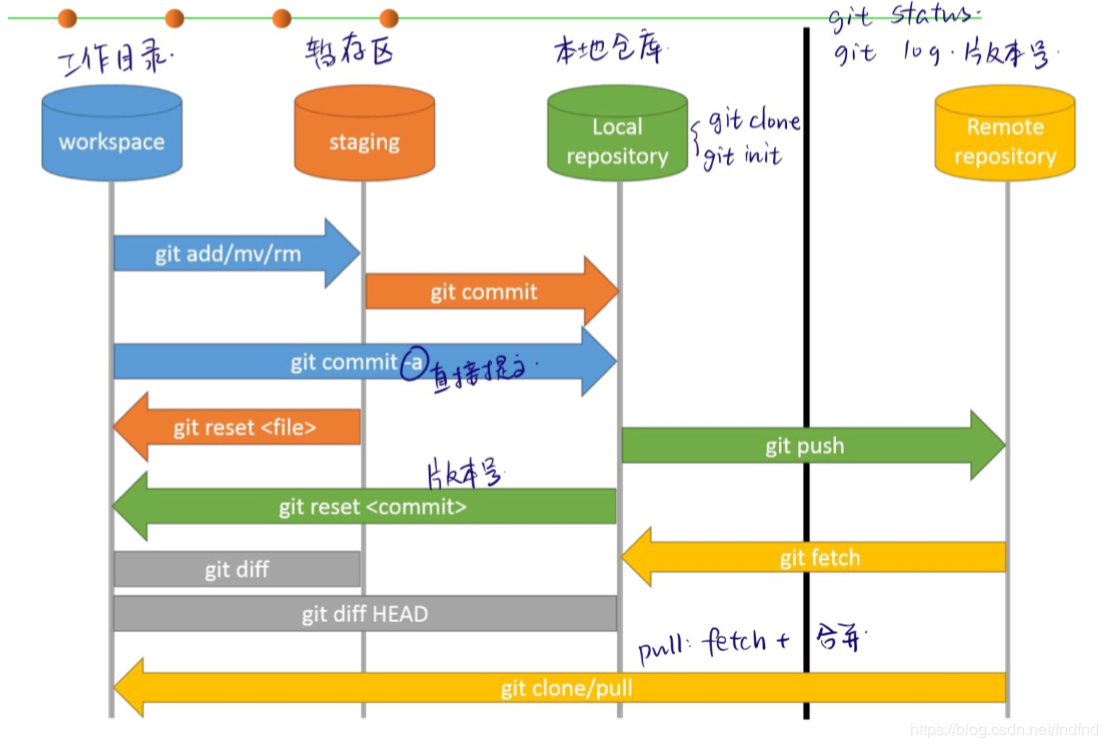 git status.
工作目录.
暂存区
本地仓库.
git log.版本号.
workspace
staging
Local
repository
git clone
git init
Remote
repository
git add/mv/rm
git commit
git commit -a
直接提交.
git reset <file>
git push
版本号.
git reset <commit>
git fetch
git diff
git diff HEAD
pull: fetch + 合并.
git clone/pull
https://blog.csdn.net/fndfnd